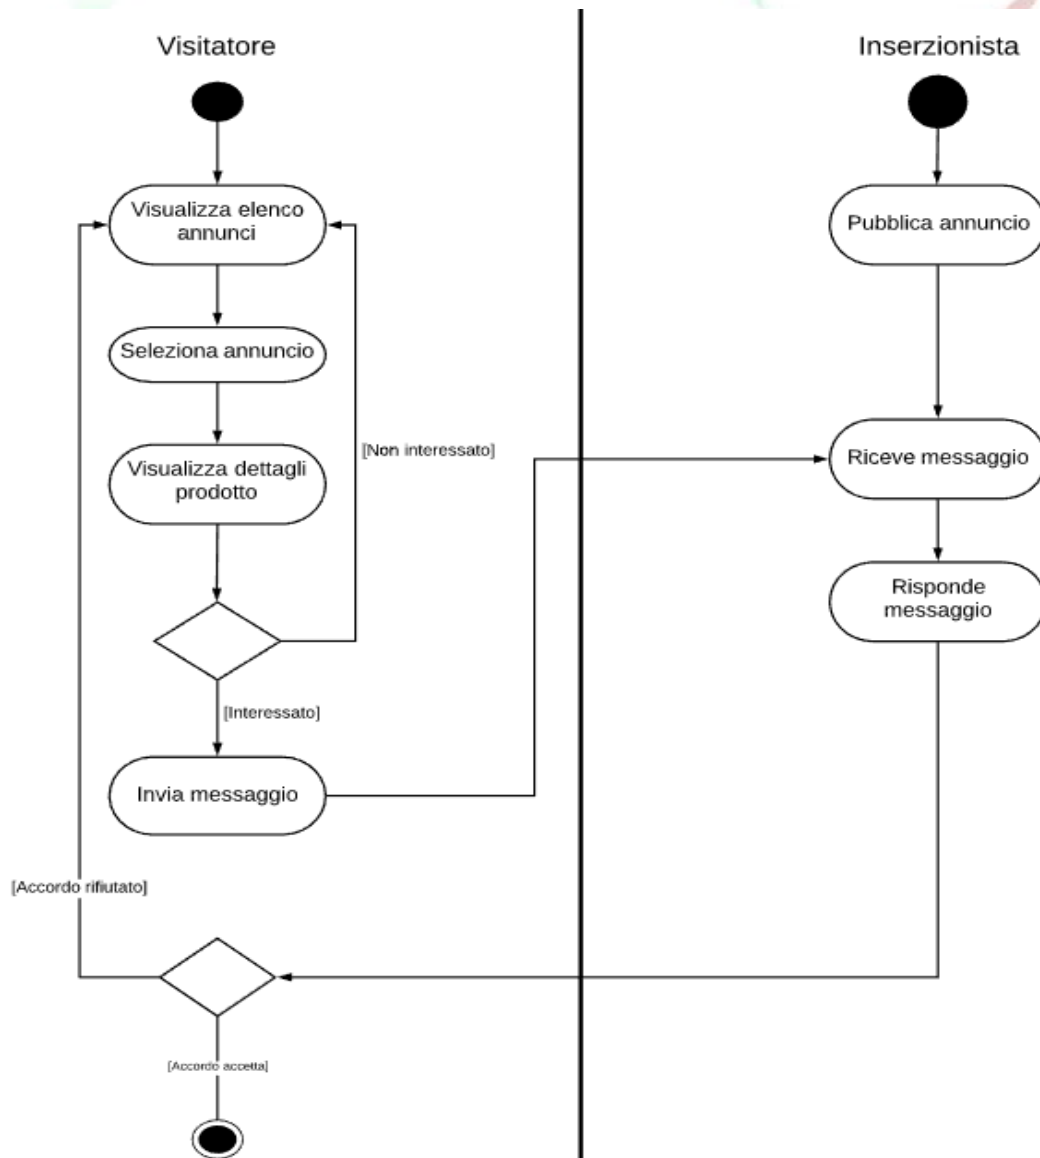 Visitatore
Inserzionista
Visualizza elenco
annunci
Pubblica annuncio
Seleziona annuncio
[Non interessato]
Visualizza dettagli
prodotto
Riceve messaggio
Risponde
messaggio
[Interessato]
Invia messaggio
[Accordo rifiutato]
[Accordo accetta]